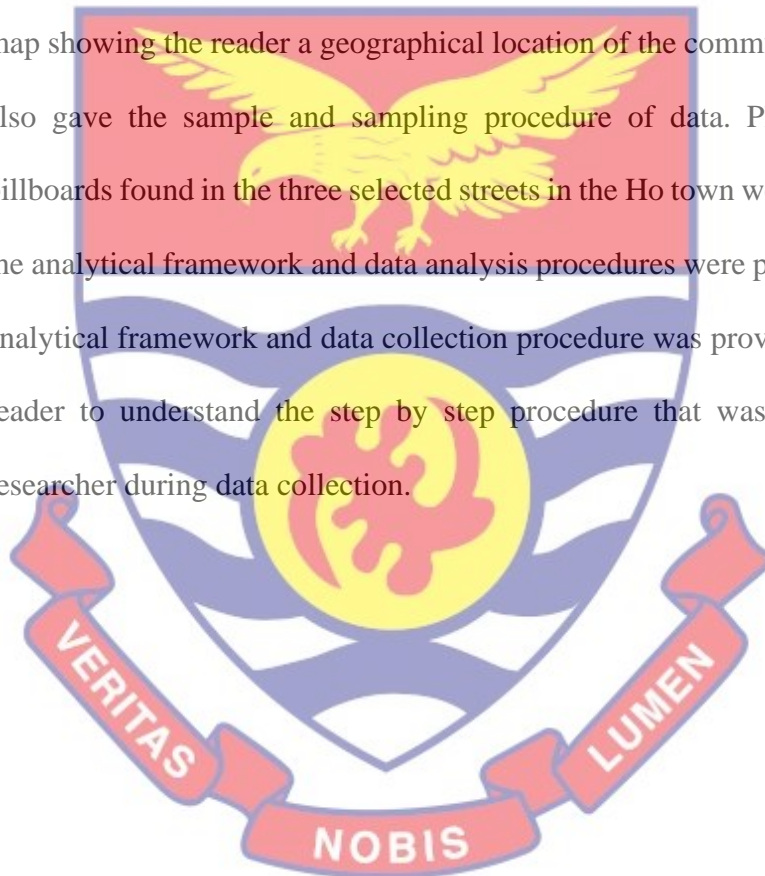 map showing the reader a geographical location of the comm
also gave the sample and sampling procedure of data. P
billboards found in the three selected streets in the Ho town w
he analytical framework and data analysis procedures were p
analytical framework and data collection procedure was prov
reader to understand the step by step procedure that was
researcher during data collection.
VERITAS
NOBIS
LUMEN